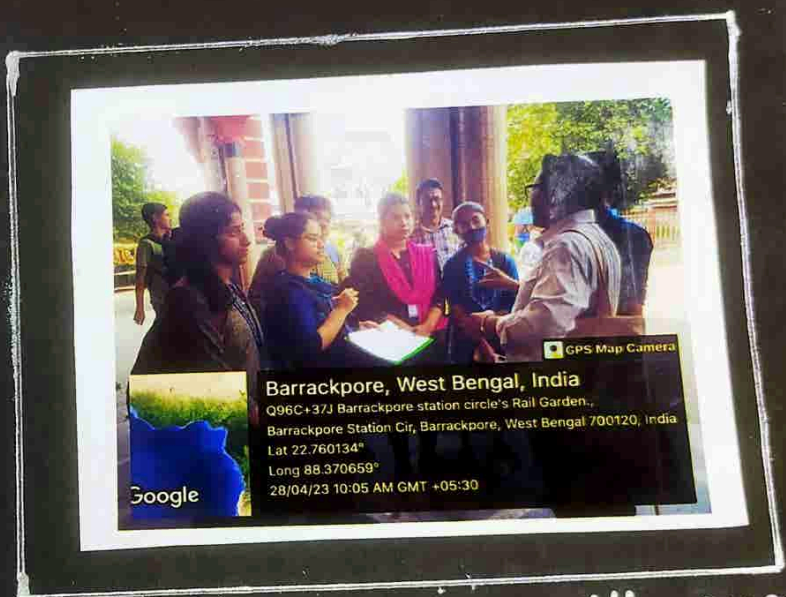 GPS Map Camera
Barrackpore, West Bengal, India
Q96C+37J Barrackpore station circle's Rail Garden.,
Barrackpore Station Cir, Barrackpore, West Bengal 700120, India
Lat 22.760134°
Long 88.370659°
28/04/23 10:05 AM GMT +05:30
Google